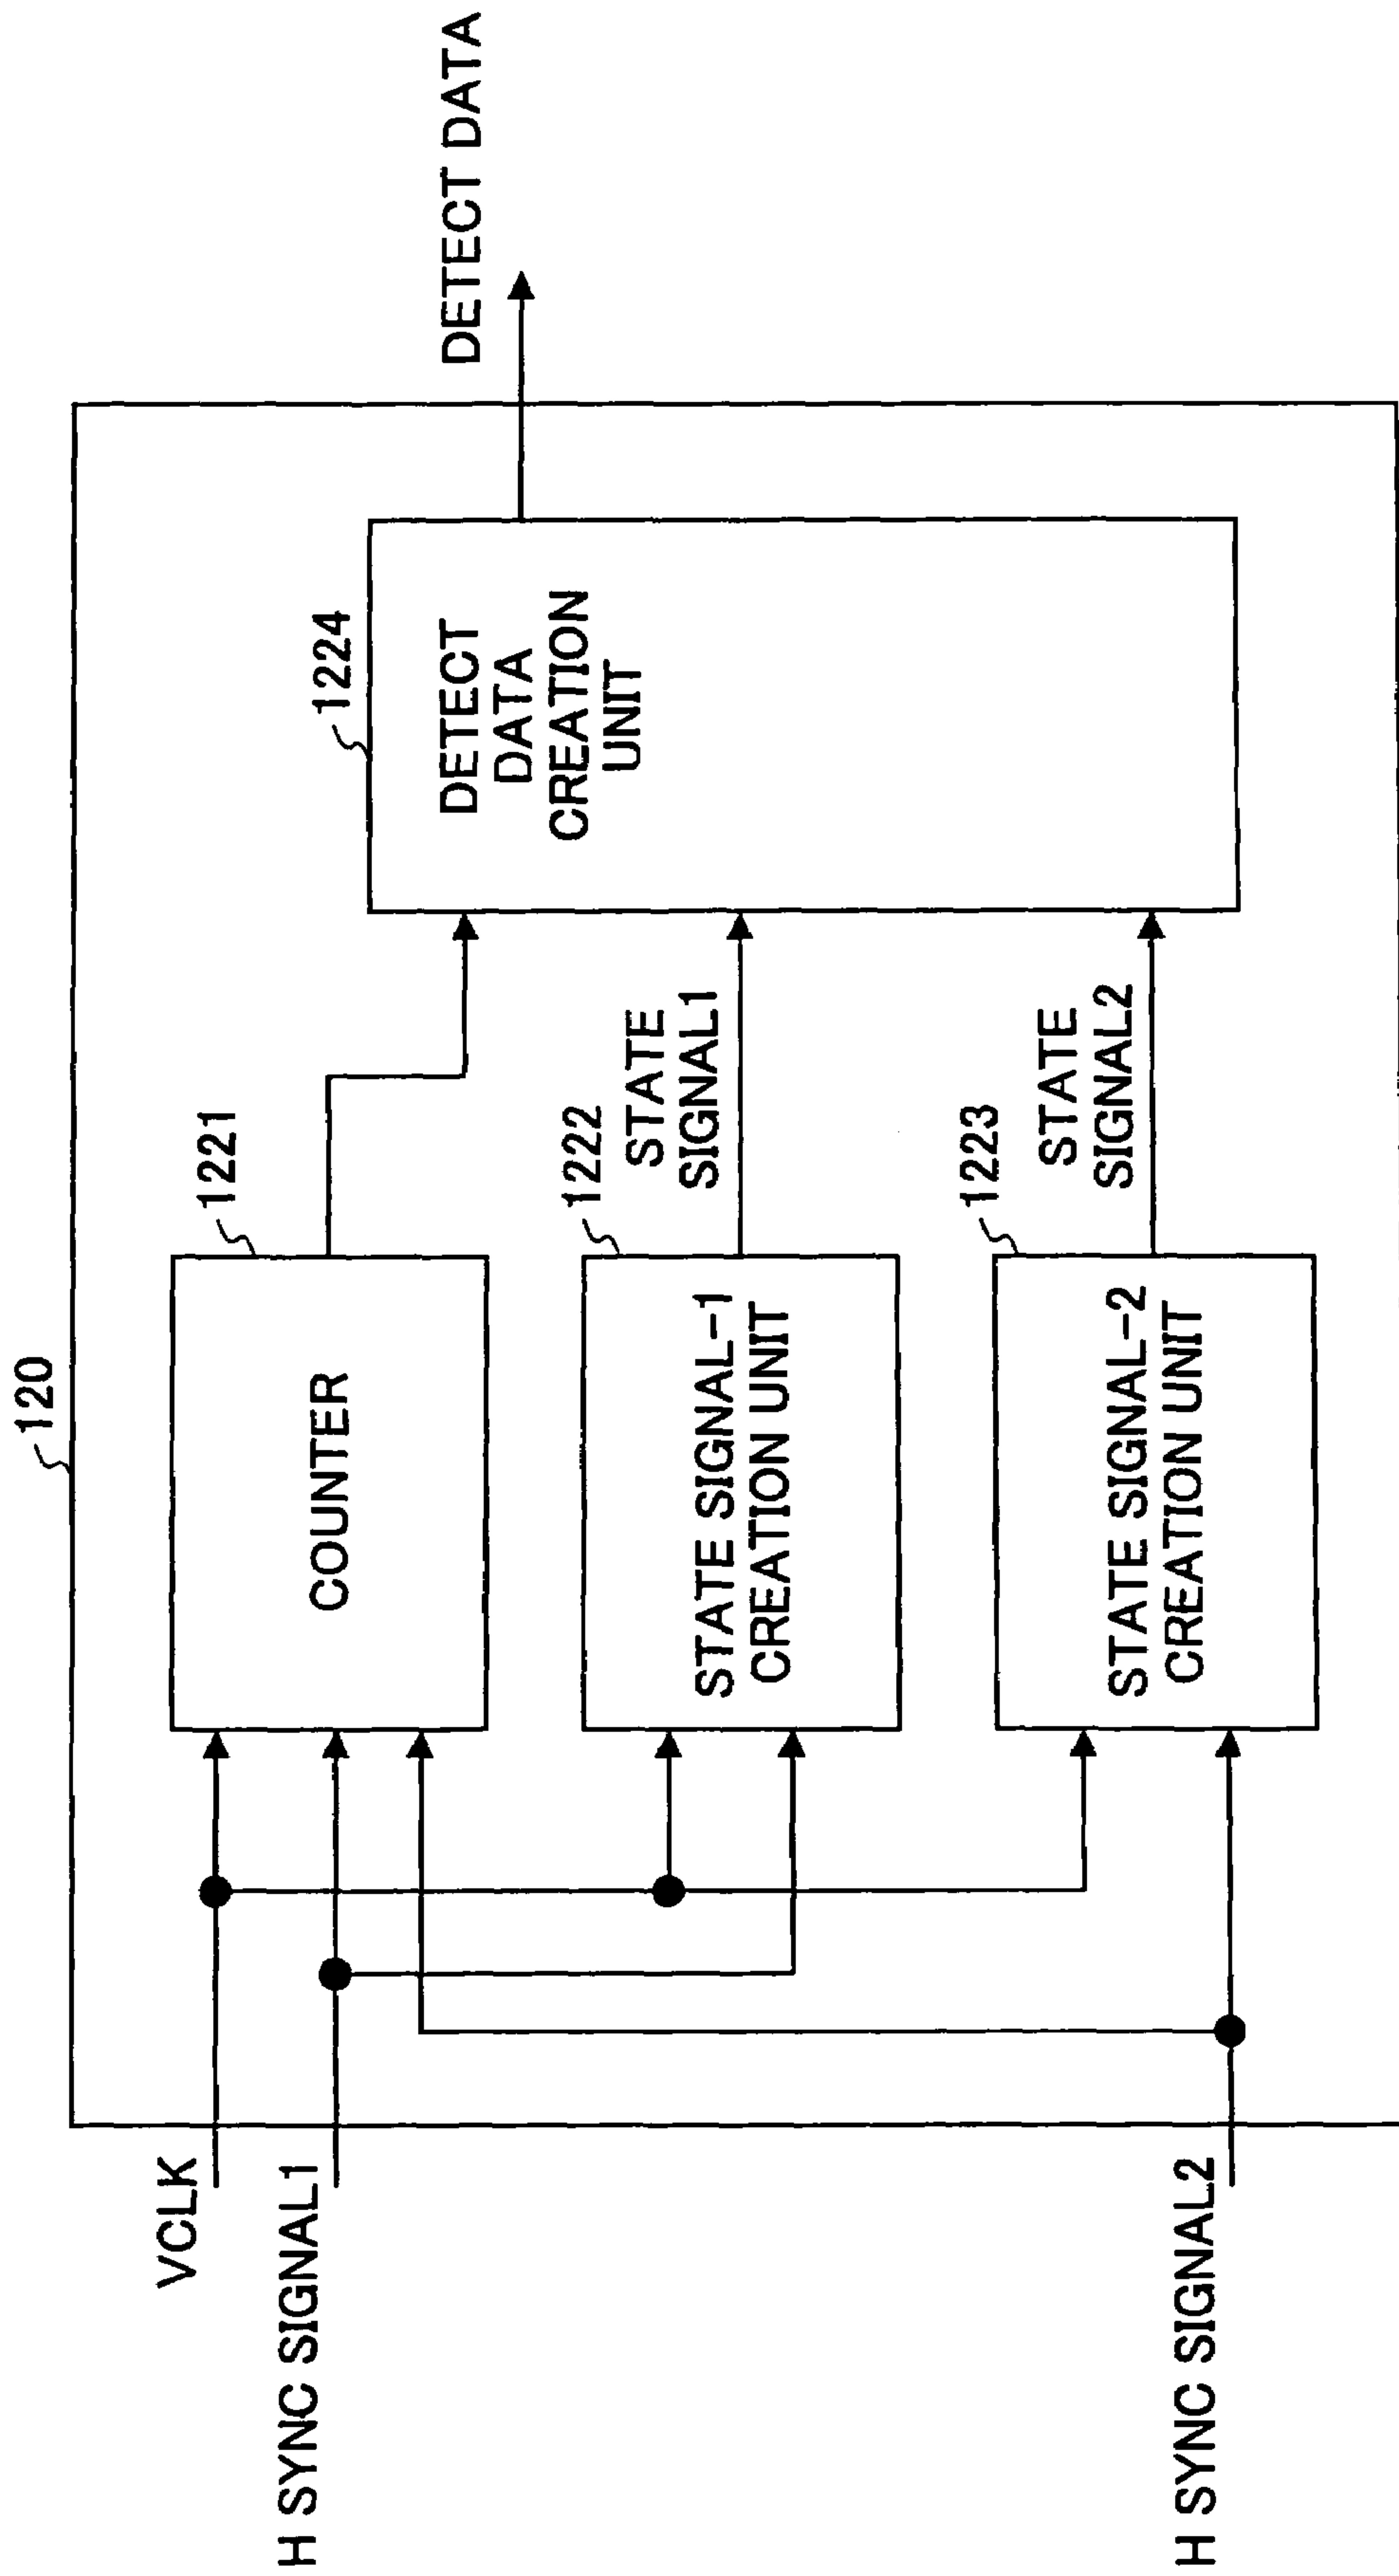 120
VCLK
H SYNC SIGNAL1
H SYNC SIGNAL2
1221
COUNTER
1222
STATE SIGNAL-1
CREATION UNIT
STATE
SIGNAL1
1223
STATE SIGNAL-2
CREATION UNIT
STATE
SIGNAL2
1224
DETECT
DATA
CREATION
UNIT
DETECT DATA